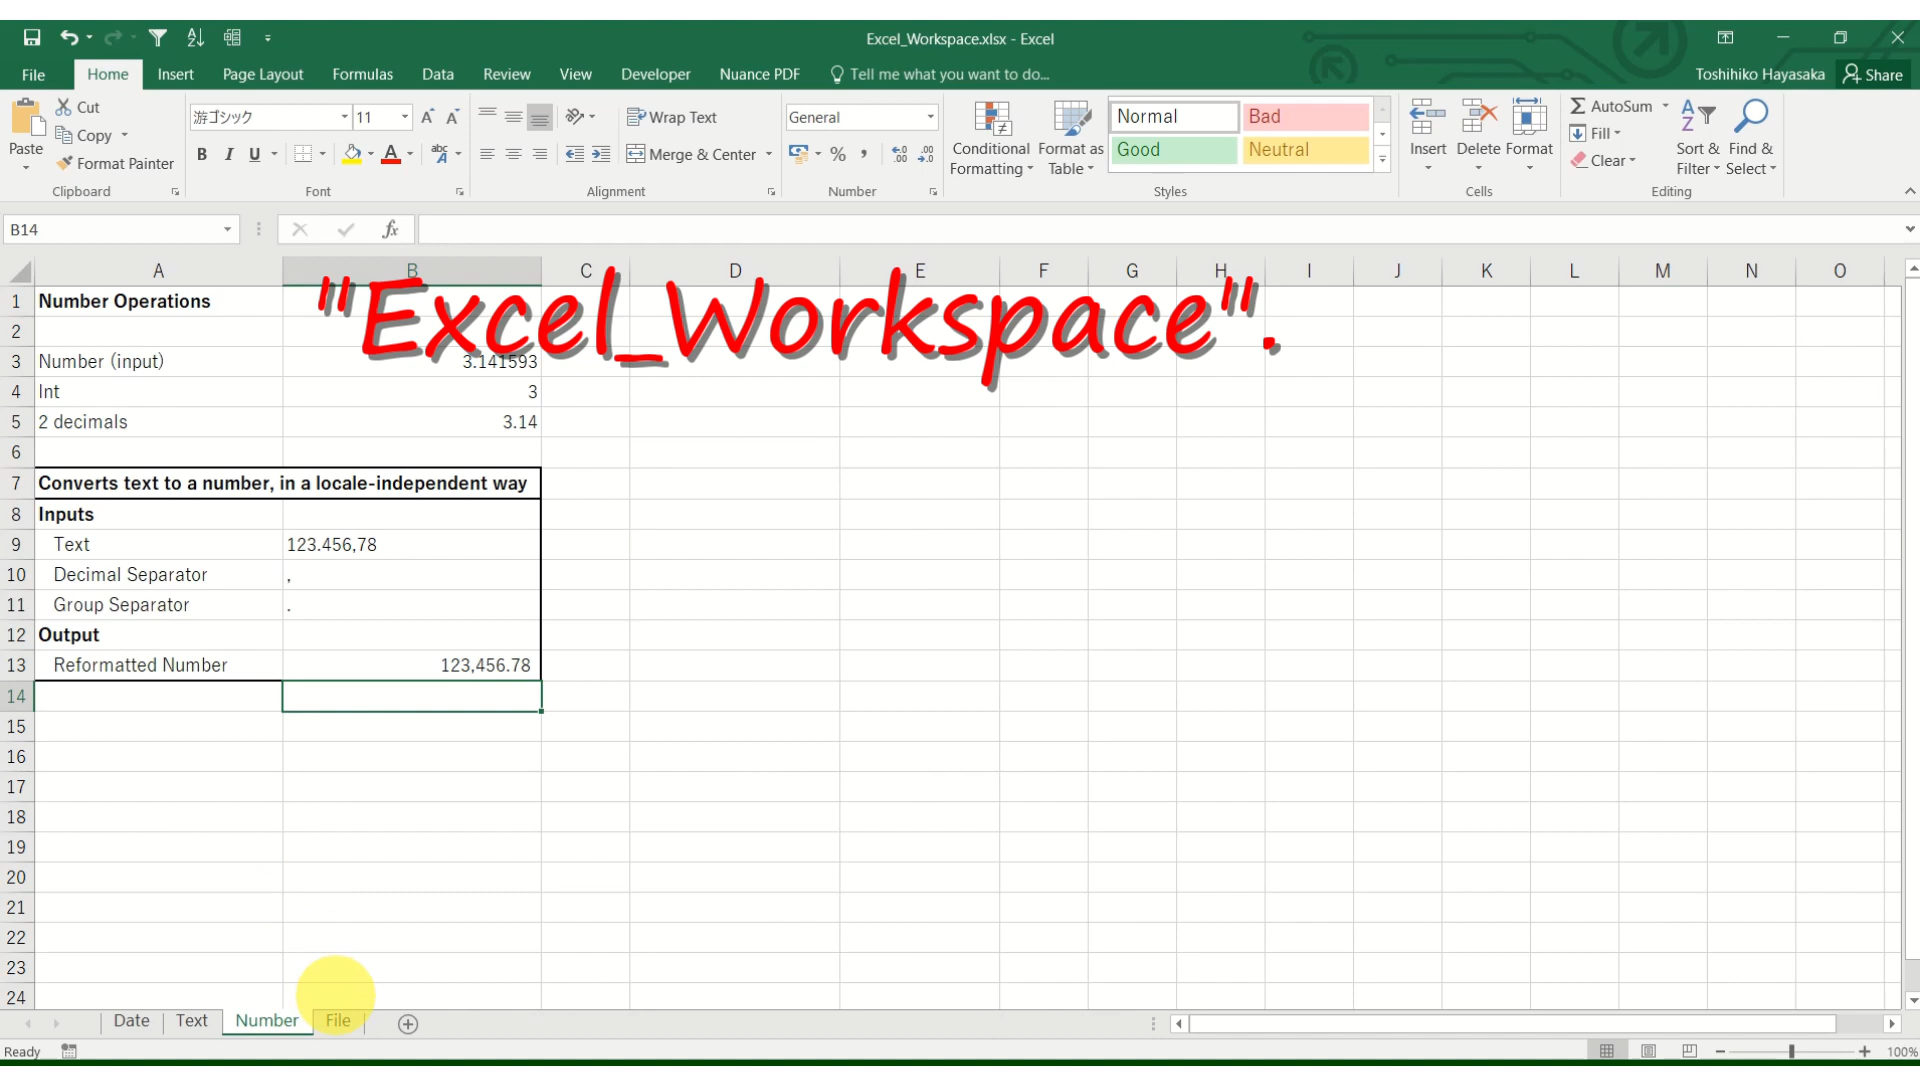 Excel_Workspace.xlsx - Excel
File Home Insert Page Layout Formulas Data Review View Developer Nuance PDF Tell me what you want to do... Toshihiko Hayasaka Share
Paste
Cut
Copy
Format Painter
Clipboard
游ゴシック 11
B I U
Font
Wrap Text
Merge & Center
Alignment
General
%
Number
Conditional Formatting
Format as Table
Normal Bad
Good Neutral
Styles
Insert Delete Format
Cells
AutoSum
Fill
Clear
Sort & Filter
Find & Select
Editing
B14 fx
A B C D E F G H I J K L M N O
"Excel_Workspace".
1 Number Operations
2
3 Number (input) 3.141593
4 Int 3
5 2 decimals 3.14
6
7 Converts text to a number, in a locale-independent way
8 Inputs
9 Text 123.456,78
10 Decimal Separator ,
11 Group Separator .
12 Output
13 Reformatted Number 123,456.78
14
15
16
17
18
19
20
21
22
23
24
Date Text Number File
Ready 100%